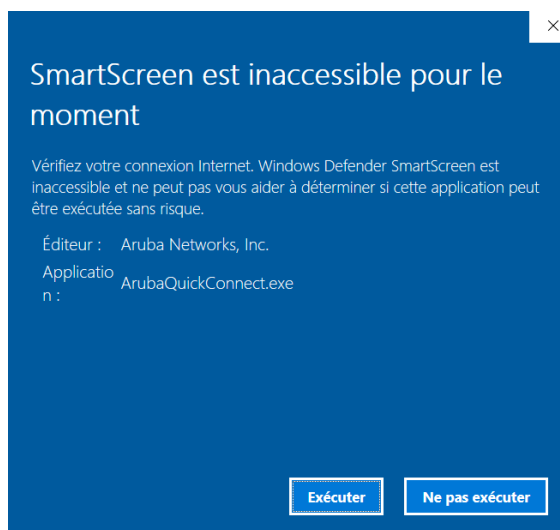 SmartScreen est inaccessible pour le
moment
Vérifiez votre connexion Internet. Windows Defender SmartScreen est
inaccessible et ne peut pas vous aider à déterminer si cette application peut
être exécutée sans risque.
Éditeur : Aruba Networks, Inc.
Applicatio
n : ArubaQuickConnect.exe
Exécuter Ne pas exécuter